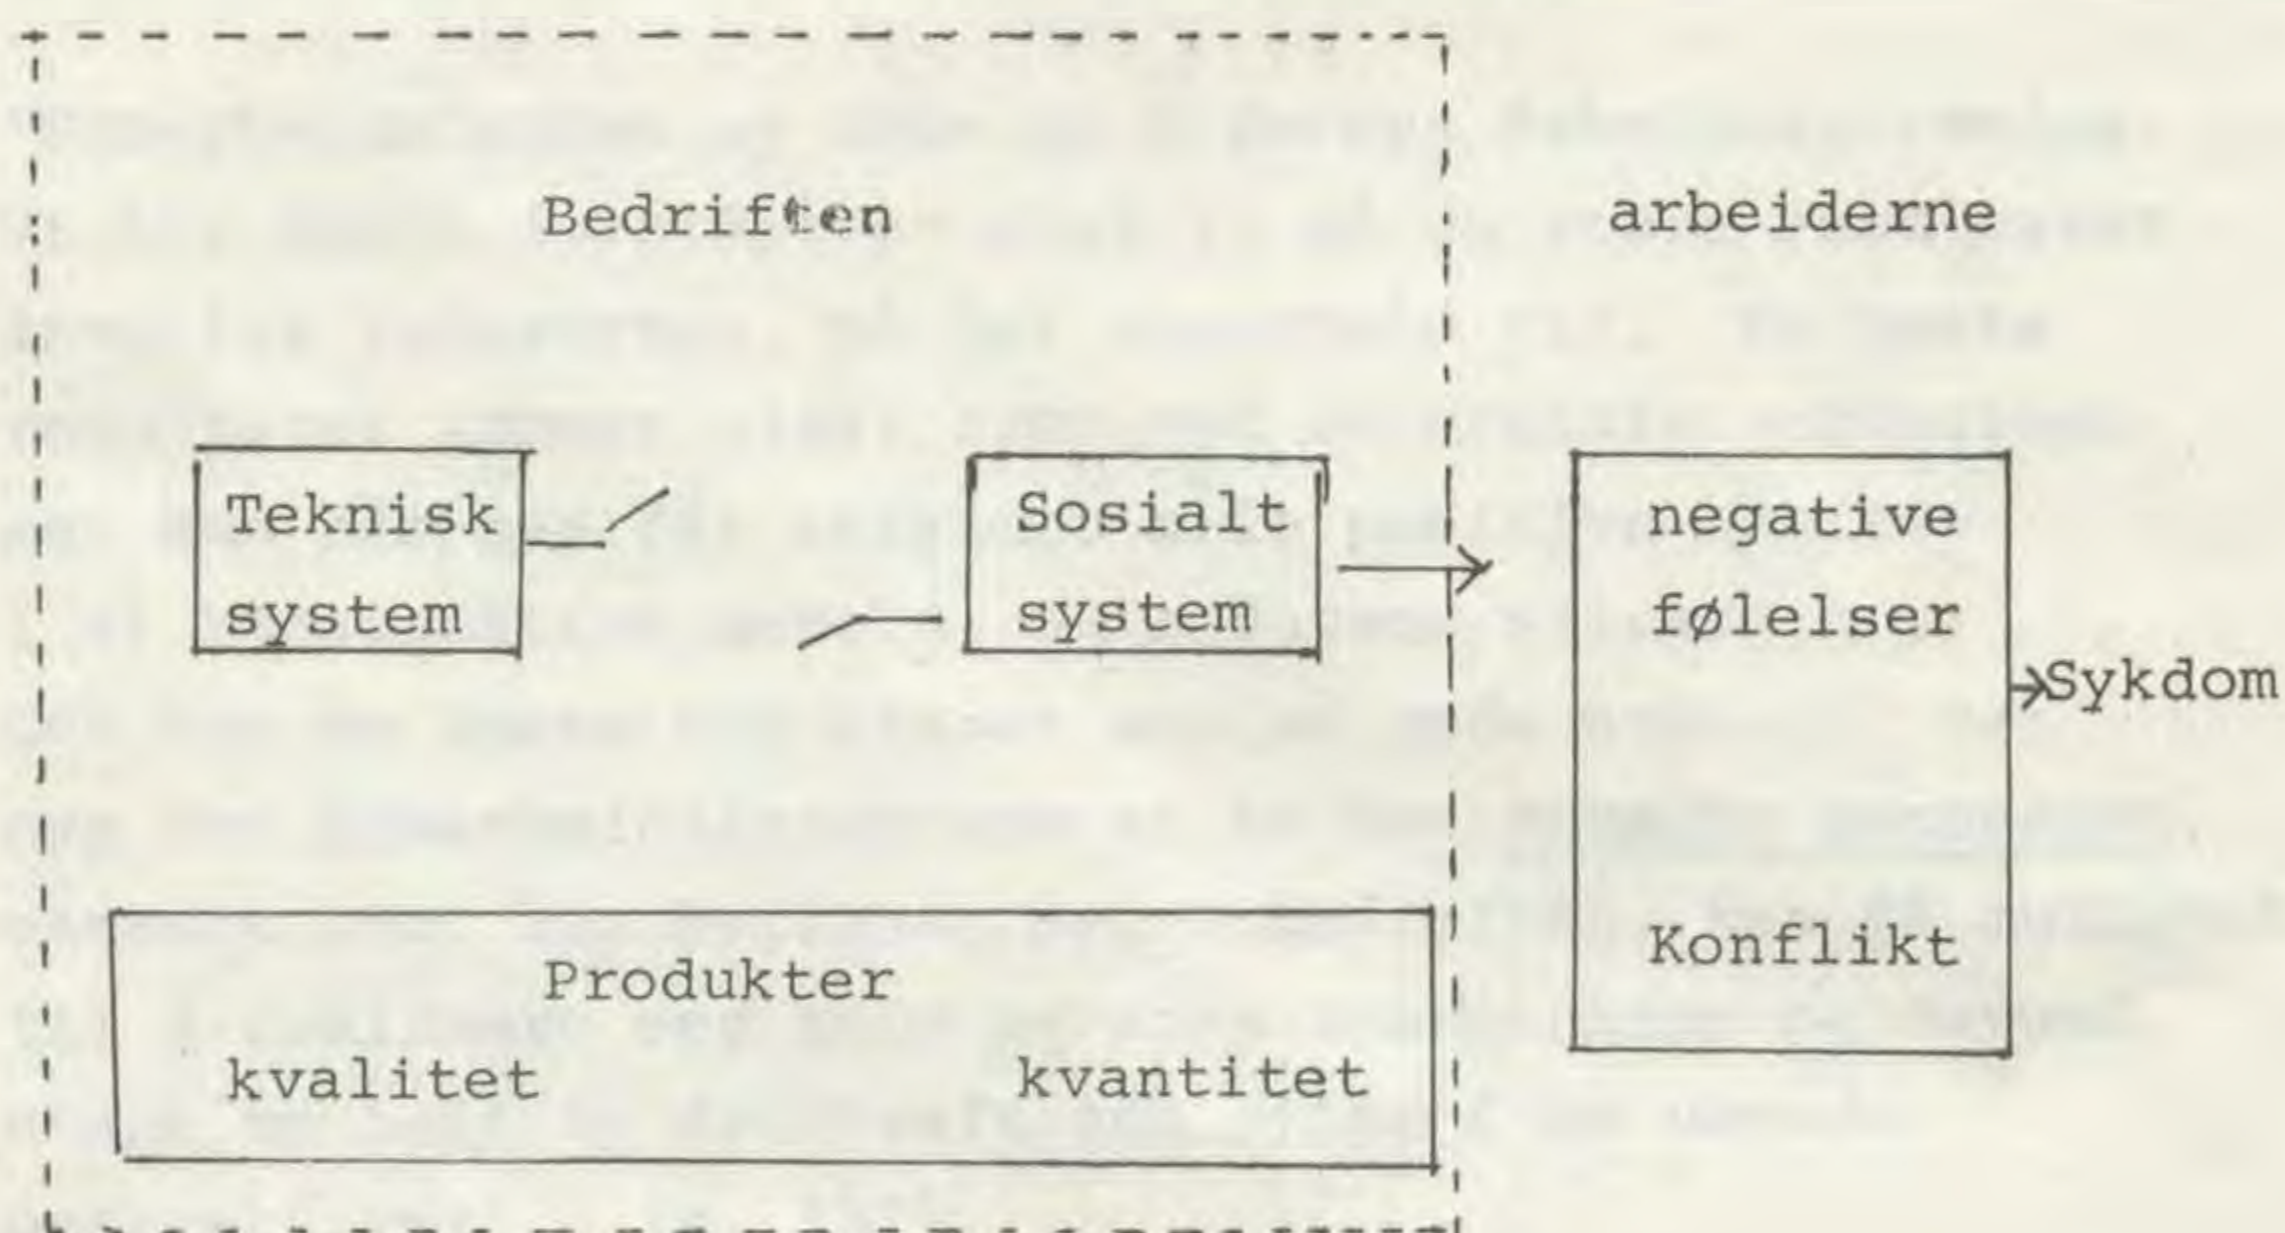 Bedriften
arbeiderne
Teknisk
system
Sosialt
system
negative
følelser
Konflikt
Sykdom
Produkter
kvalitet
kvantitet